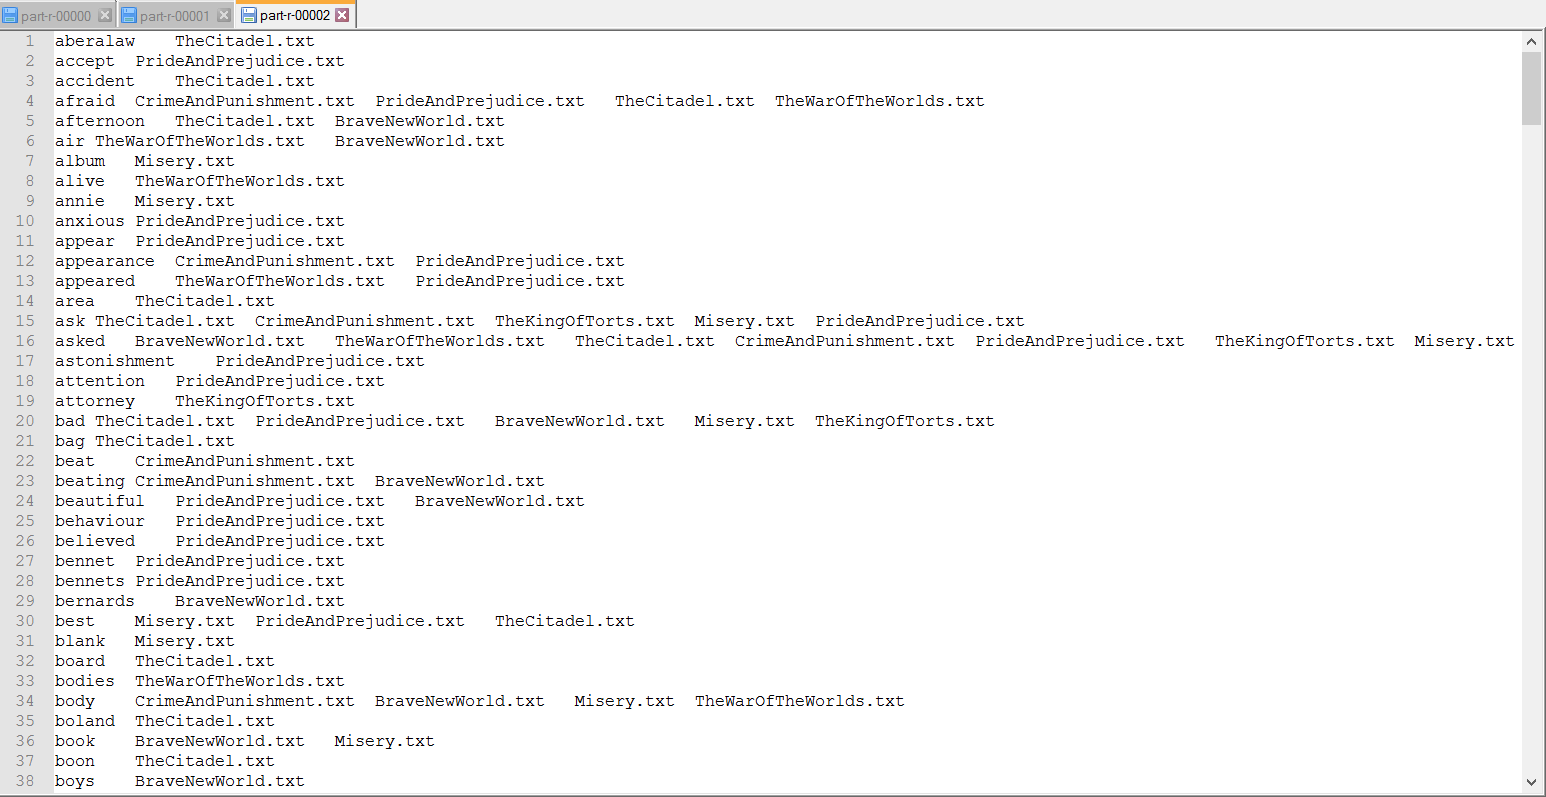 part-r-00000 part-r-00001 part-r-00002
1 aberalaw TheCitadel.txt
2 accept PrideAndPrejudice.txt
3 accident TheCitadel.txt
4 afraid CrimeAndPunishment.txt PrideAndPrejudice.txt TheCitadel.txt TheWarOfTheWorlds.txt
5 afternoon TheCitadel.txt BraveNewWorld.txt
6 air TheWarOfTheWorlds.txt BraveNewWorld.txt
7 album Misery.txt
8 alive TheWarOfTheWorlds.txt
9 annie Misery.txt
10 anxious PrideAndPrejudice.txt
11 appear PrideAndPrejudice.txt
12 appearance CrimeAndPunishment.txt PrideAndPrejudice.txt
13 appeared TheWarOfTheWorlds.txt PrideAndPrejudice.txt
14 area TheCitadel.txt
15 ask TheCitadel.txt CrimeAndPunishment.txt TheKingOfTorts.txt Misery.txt PrideAndPrejudice.txt
16 asked BraveNewWorld.txt TheWarOfTheWorlds.txt TheCitadel.txt CrimeAndPunishment.txt PrideAndPrejudice.txt TheKingOfTorts.txt Misery.txt
17 astonishment PrideAndPrejudice.txt
18 attention PrideAndPrejudice.txt
19 attorney TheKingOfTorts.txt
20 bad TheCitadel.txt PrideAndPrejudice.txt BraveNewWorld.txt Misery.txt TheKingOfTorts.txt
21 bag TheCitadel.txt
22 beat CrimeAndPunishment.txt
23 beating CrimeAndPunishment.txt BraveNewWorld.txt
24 beautiful PrideAndPrejudice.txt BraveNewWorld.txt
25 behaviour PrideAndPrejudice.txt
26 believed PrideAndPrejudice.txt
27 bennet PrideAndPrejudice.txt
28 bennets PrideAndPrejudice.txt
29 bernards BraveNewWorld.txt
30 best Misery.txt PrideAndPrejudice.txt TheCitadel.txt
31 blank Misery.txt
32 board TheCitadel.txt
33 bodies TheWarOfTheWorlds.txt
34 body CrimeAndPunishment.txt BraveNewWorld.txt Misery.txt TheWarOfTheWorlds.txt
35 boland TheCitadel.txt
36 book BraveNewWorld.txt Misery.txt
37 boon TheCitadel.txt
38 boys BraveNewWorld.txt